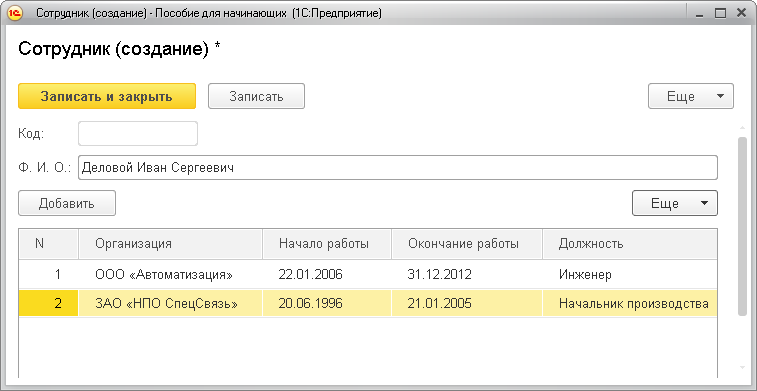 Сотрудник (создание) - Пособие для начинающих (1С:Предприятие)
Сотрудник (создание) *
Записать и закрыть Записать Еще
Код:
Ф. И. О.: Деловой Иван Сергеевич
Добавить Еще
N Организация Начало работы Окончание работы Должность
1 ООО «Автоматизация» 22.01.2006 31.12.2012 Инженер
2 ЗАО «НПО СпецСвязь» 20.06.1996 21.01.2005 Начальник производства